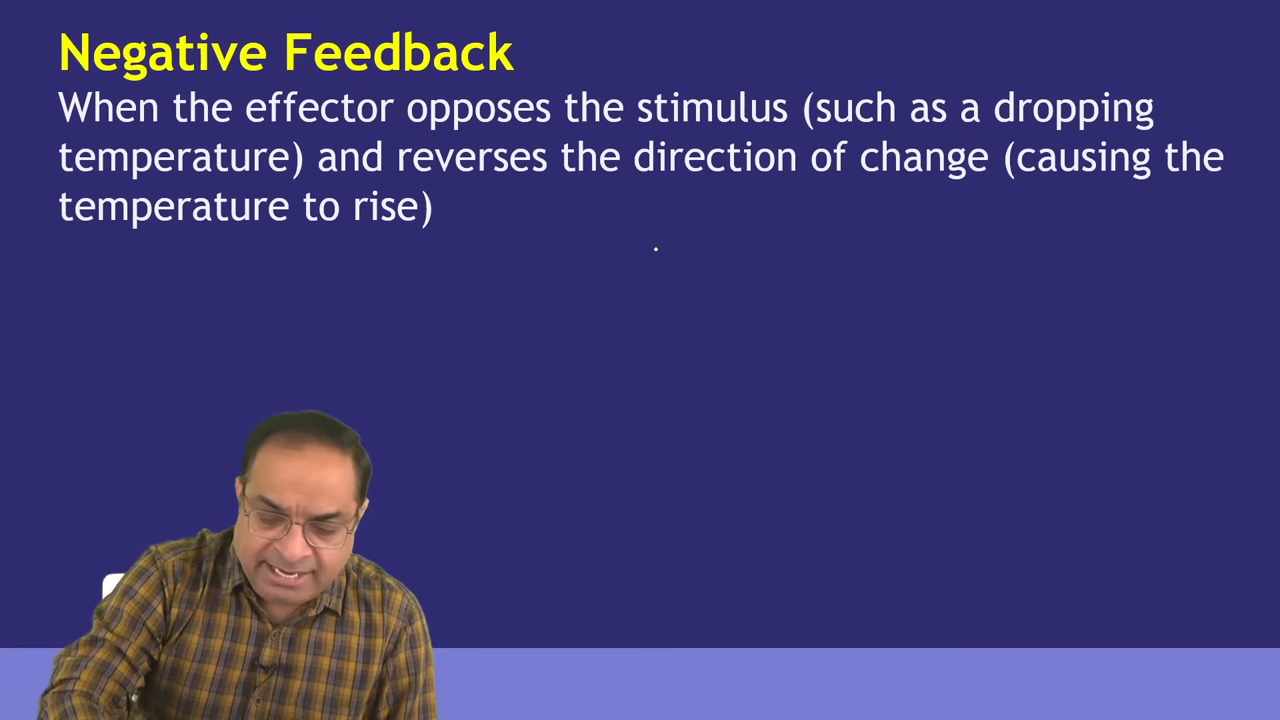 Negative Feedback
When the effector opposes the stimulus (such as a dropping
temperature) and reverses the direction of change (causing the
temperature to rise)